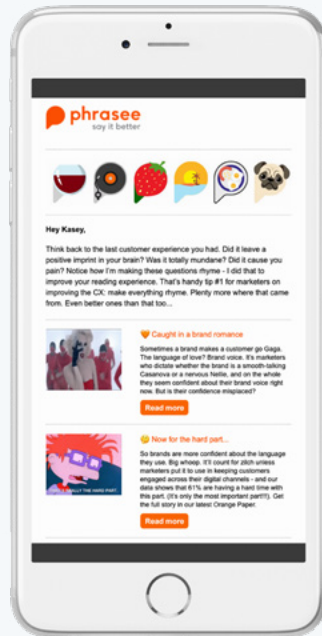 phrasee
say it better
Hey Kasey,
Think back to the last customer experience you had. Did it leave a
positive imprint in your brain? Was it totally mundane? Did it cause
you pain? Notice how I'm making these questions rhyme - I did that to
improve your reading experience. That's handy tip #1 for marketers on
improving the CX: make everything rhyme. Plenty more where that came
from. Even better ones than that too...
🧡 Caught in a brand romance
Sometimes a brand makes a customer go Gaga.
The language of love? Brand voice. It's marketers
who dictate whether the brand is a smooth-talking
Casanova or a nervous Nellie, and on the whole
they seem confident about their brand voice right
now. But is their confidence misplaced?
Read more
🤔 Now for the hard part...
So brands are more confident about the language
they use. Big whoop. It'll count for zilch unless
marketers put it to use in keeping customers
engaged across their digital channels - and our
data shows that 61% are having a hard time with
this part. (It's only the most important part!!!). Get
the full story in our latest Orange Paper.
REALLY THE HARD PART
Read more